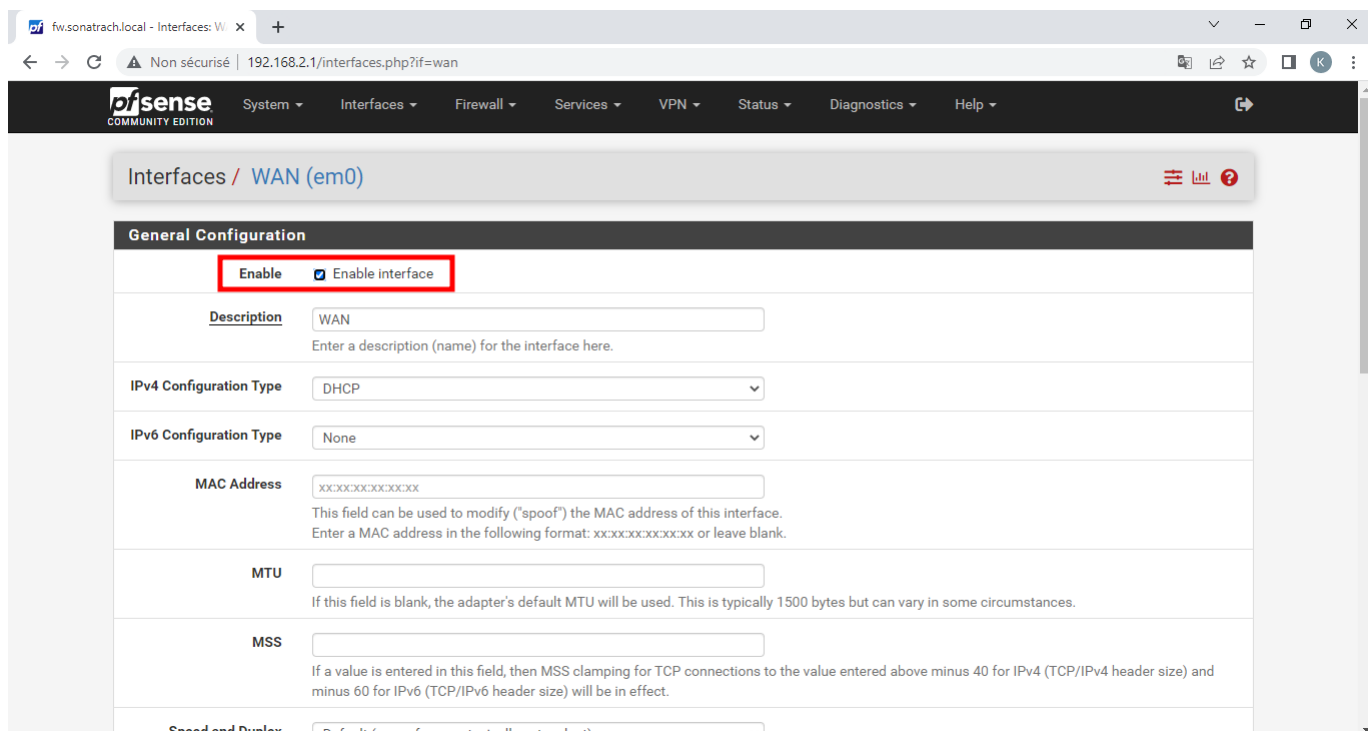 pf fw.sonatrach.local - Interfaces: W
Non sécurisé | 192.168.2.1/interfaces.php?if=wan
K
pfsense System Interfaces Firewall Services VPN Status Diagnostics Help
COMMUNITY EDITION
Interfaces / WAN (em0)
General Configuration
Enable Enable interface
Description WAN
Enter a description (name) for the interface here.
IPv4 Configuration Type DHCP
IPv6 Configuration Type None
MAC Address xx:xx:xx:xx:xx:xx
This field can be used to modify ("spoof") the MAC address of this interface.
Enter a MAC address in the following format: xx:xx:xx:xx:xx:xx or leave blank.
MTU
If this field is blank, the adapter's default MTU will be used. This is typically 1500 bytes but can vary in some circumstances.
MSS
If a value is entered in this field, then MSS clamping for TCP connections to the value entered above minus 40 for IPv4 (TCP/IPv4 header size) and
minus 60 for IPv6 (TCP/IPv6 header size) will be in effect.
Speed and Duplex